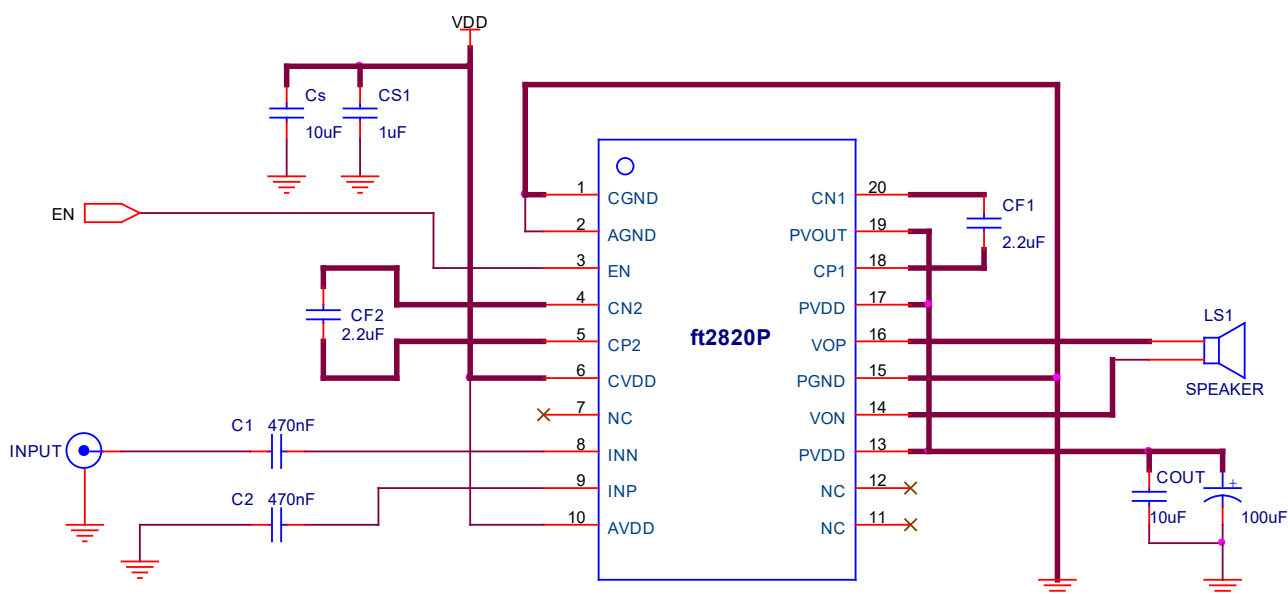 VDD
Cs
10uF
CS1
1uF
EN
CF2
2.2uF
C1 470nF
INPUT
C2 470nF
1 CGND
2 AGND
3 EN
4 CN2
5 CP2
6 CVDD
7 NC
8 INN
9 INP
10 AVDD
ft2820P
CN1 20
PVOUT 19
CP1 18
PVDD 17
VOP 16
PGND 15
VON 14
PVDD 13
NC 12
NC 11
CF1
2.2uF
LS1
SPEAKER
COUT
10uF
+
100uF